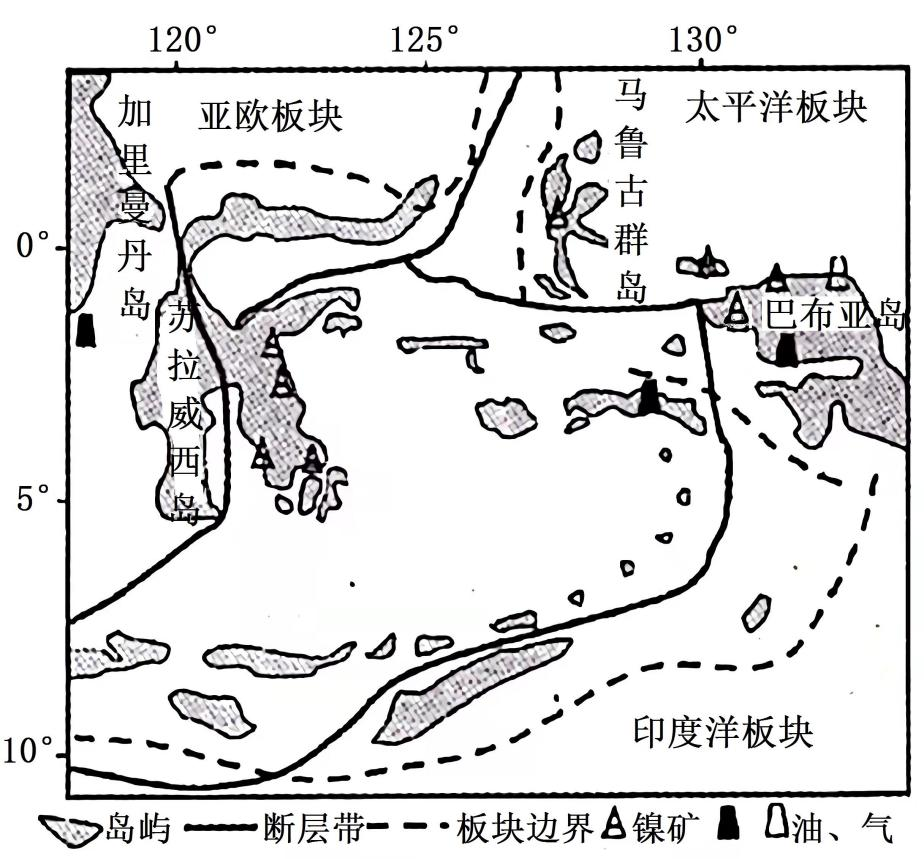 120° 125° 130°
加里曼丹岛
亚欧板块
马鲁古群岛
太平洋板块
0°
苏拉威西岛
巴布亚岛
5°
10°
印度洋板块
岛屿 断层带 板块边界 镍矿 油、气